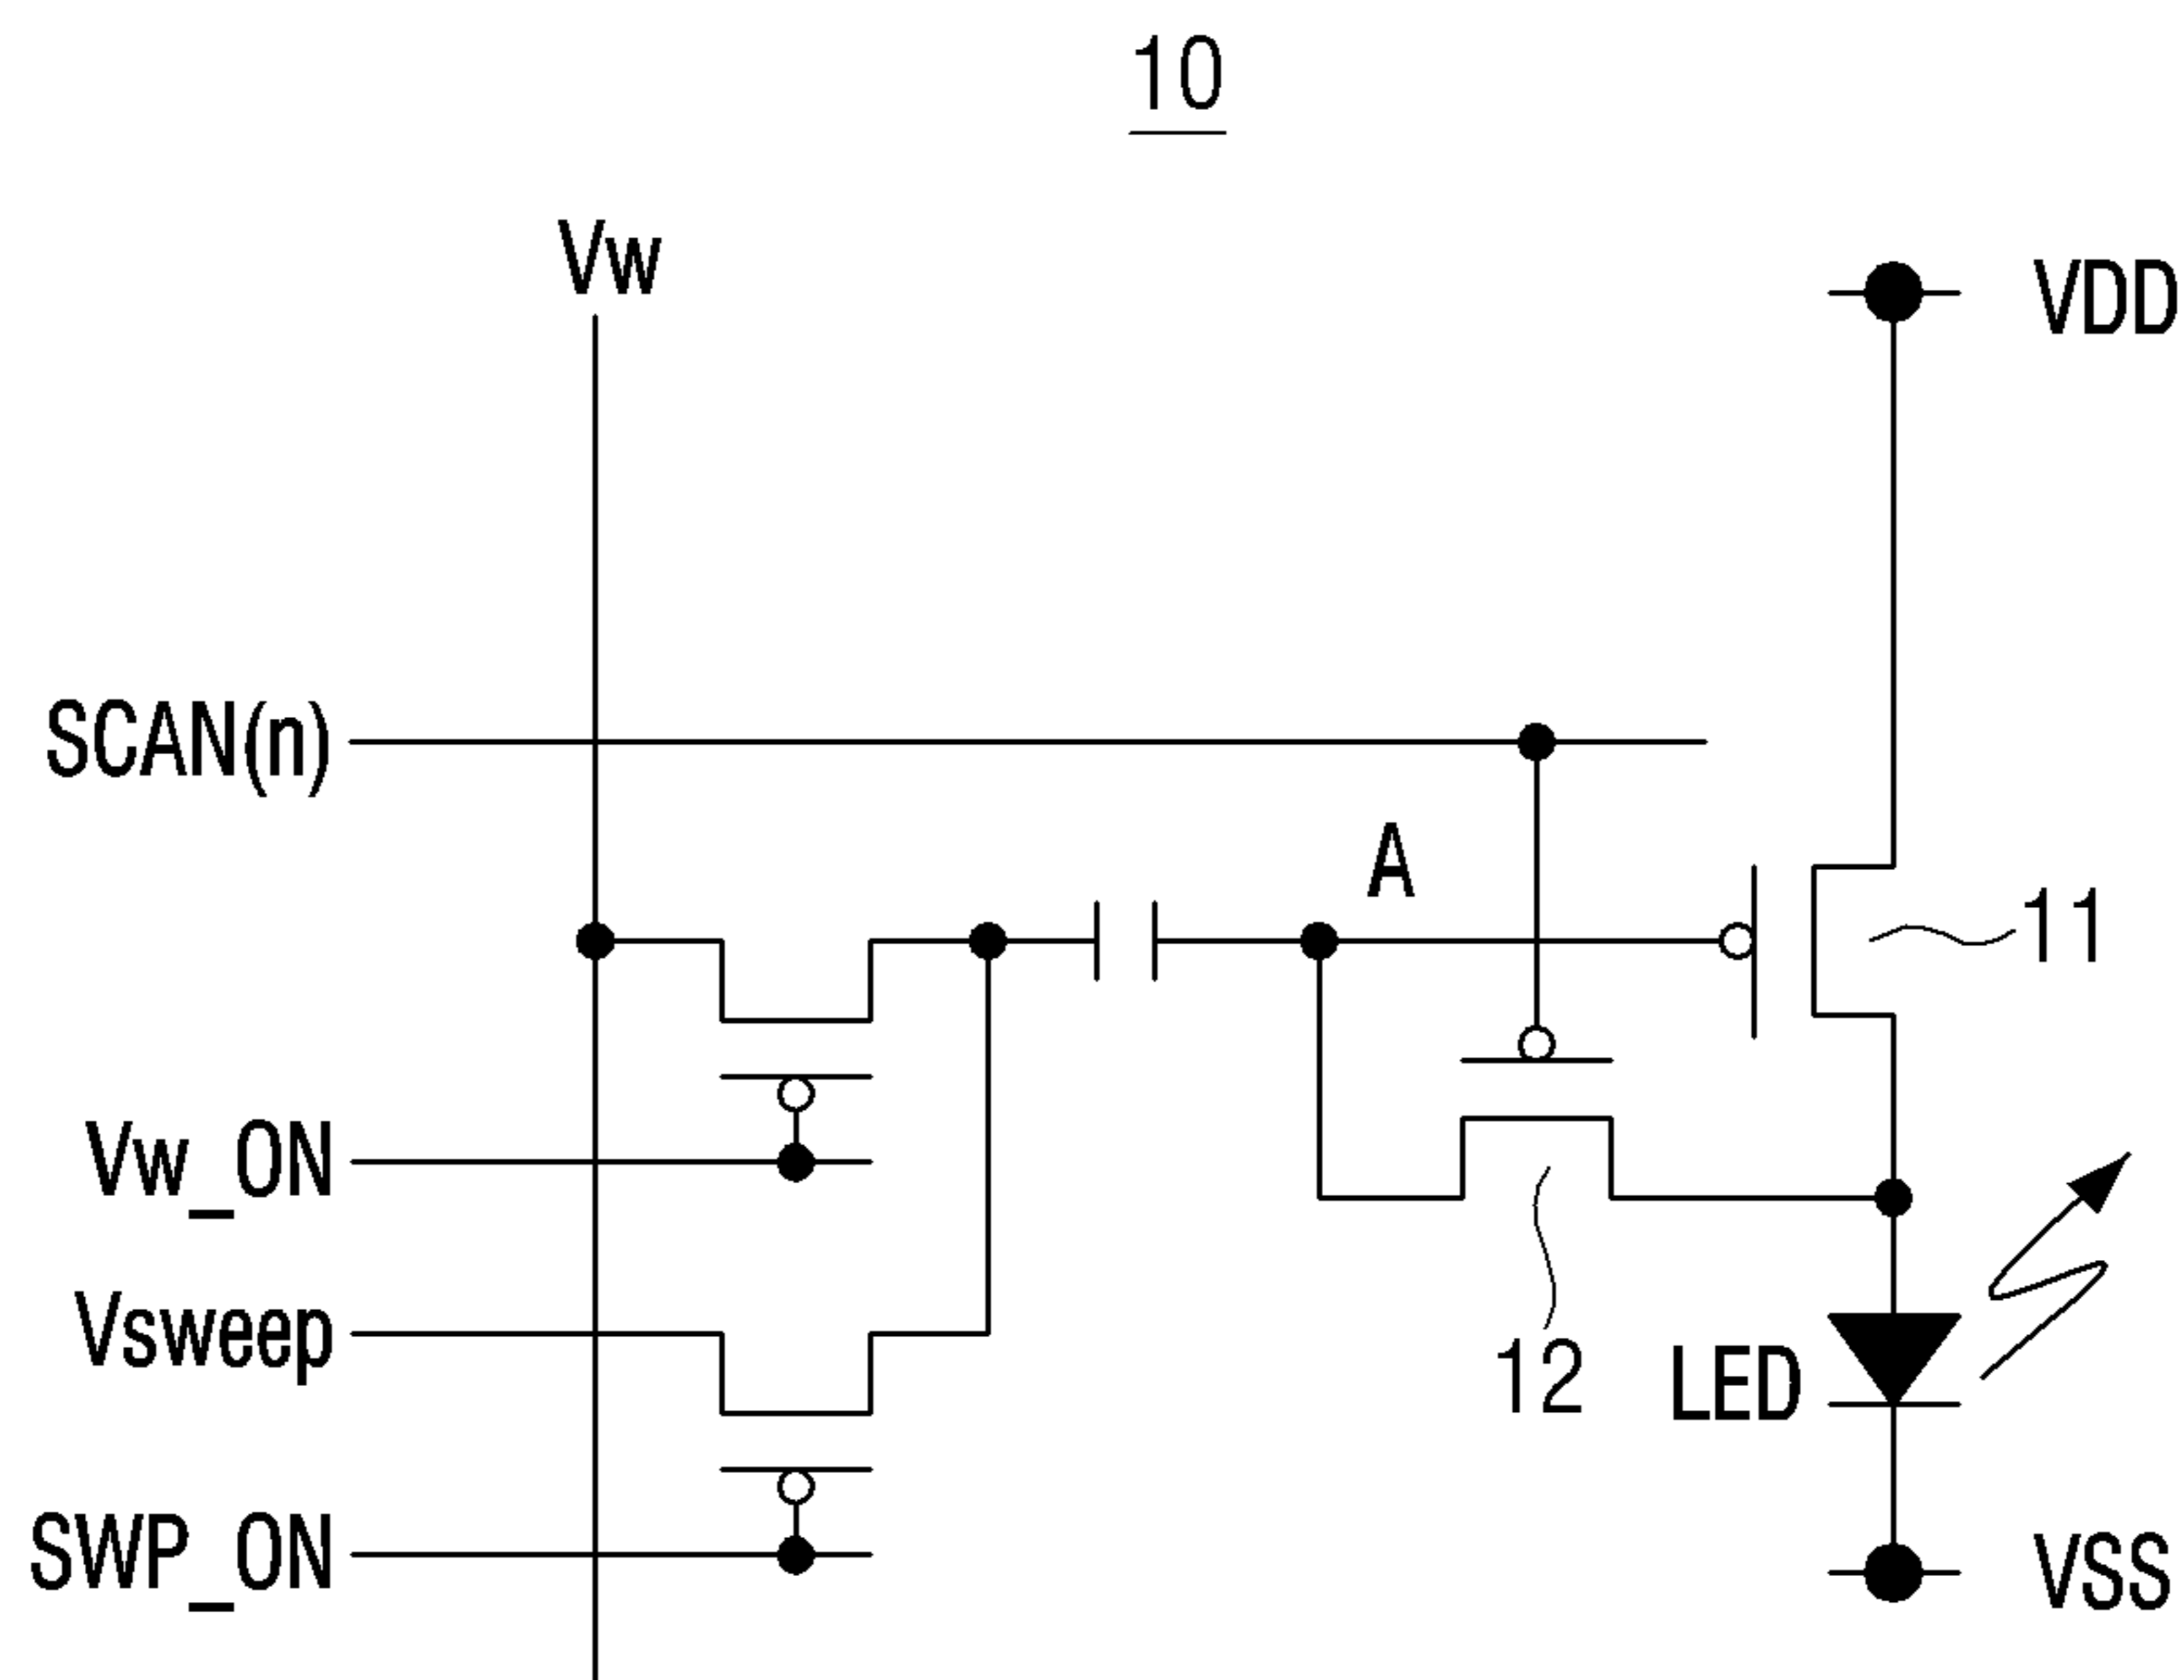 10
Vw
VDD
SCAN(n)
A
11
Vw_ON
Vsweep
12
LED
SWP_ON
VSS